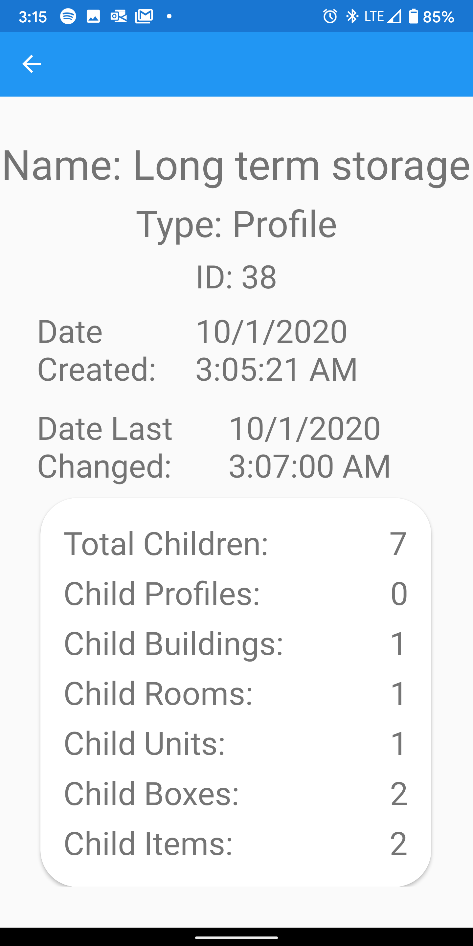 3:15 LTE 85%
Name: Long term storage
Type: Profile
ID: 38
Date Created: 10/1/2020 3:05:21 AM
Date Last Changed: 10/1/2020 3:07:00 AM
Total Children: 7
Child Profiles: 0
Child Buildings: 1
Child Rooms: 1
Child Units: 1
Child Boxes: 2
Child Items: 2